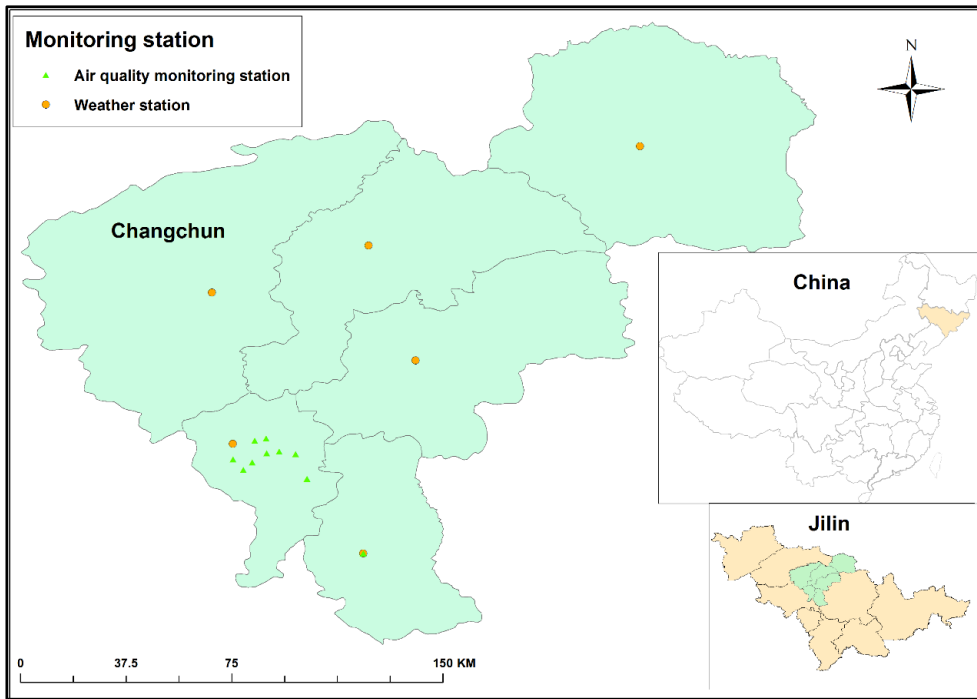 Monitoring station
Air quality monitoring station
Weather station
N
Changchun
China
Jilin
0 37.5 75 150 KM